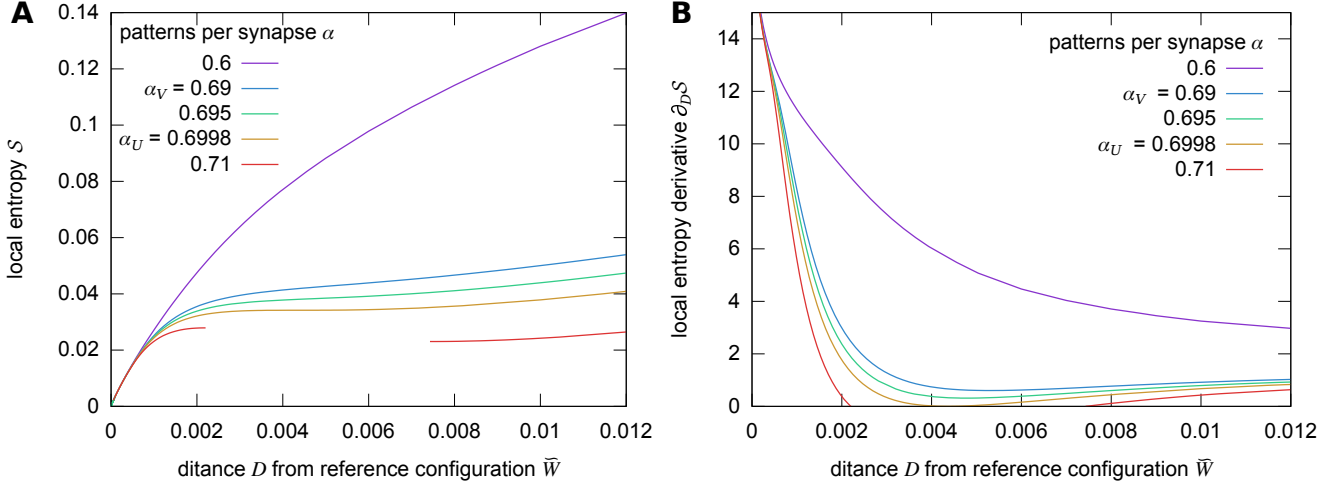 A
local entropy 𝒮
0.14
0.12
0.1
0.08
0.06
0.04
0.02
0
patterns per synapse α
0.6
α_V = 0.69
0.695
α_U = 0.6998
0.71
0 0.002 0.004 0.006 0.008 0.01 0.012
ditance D from reference configuration W̃
B
local entropy derivative ∂_D𝒮
14
12
10
8
6
4
2
0
patterns per synapse α
0.6
α_V = 0.69
0.695
α_U = 0.6998
0.71
0 0.002 0.004 0.006 0.008 0.01 0.012
ditance D from reference configuration W̃